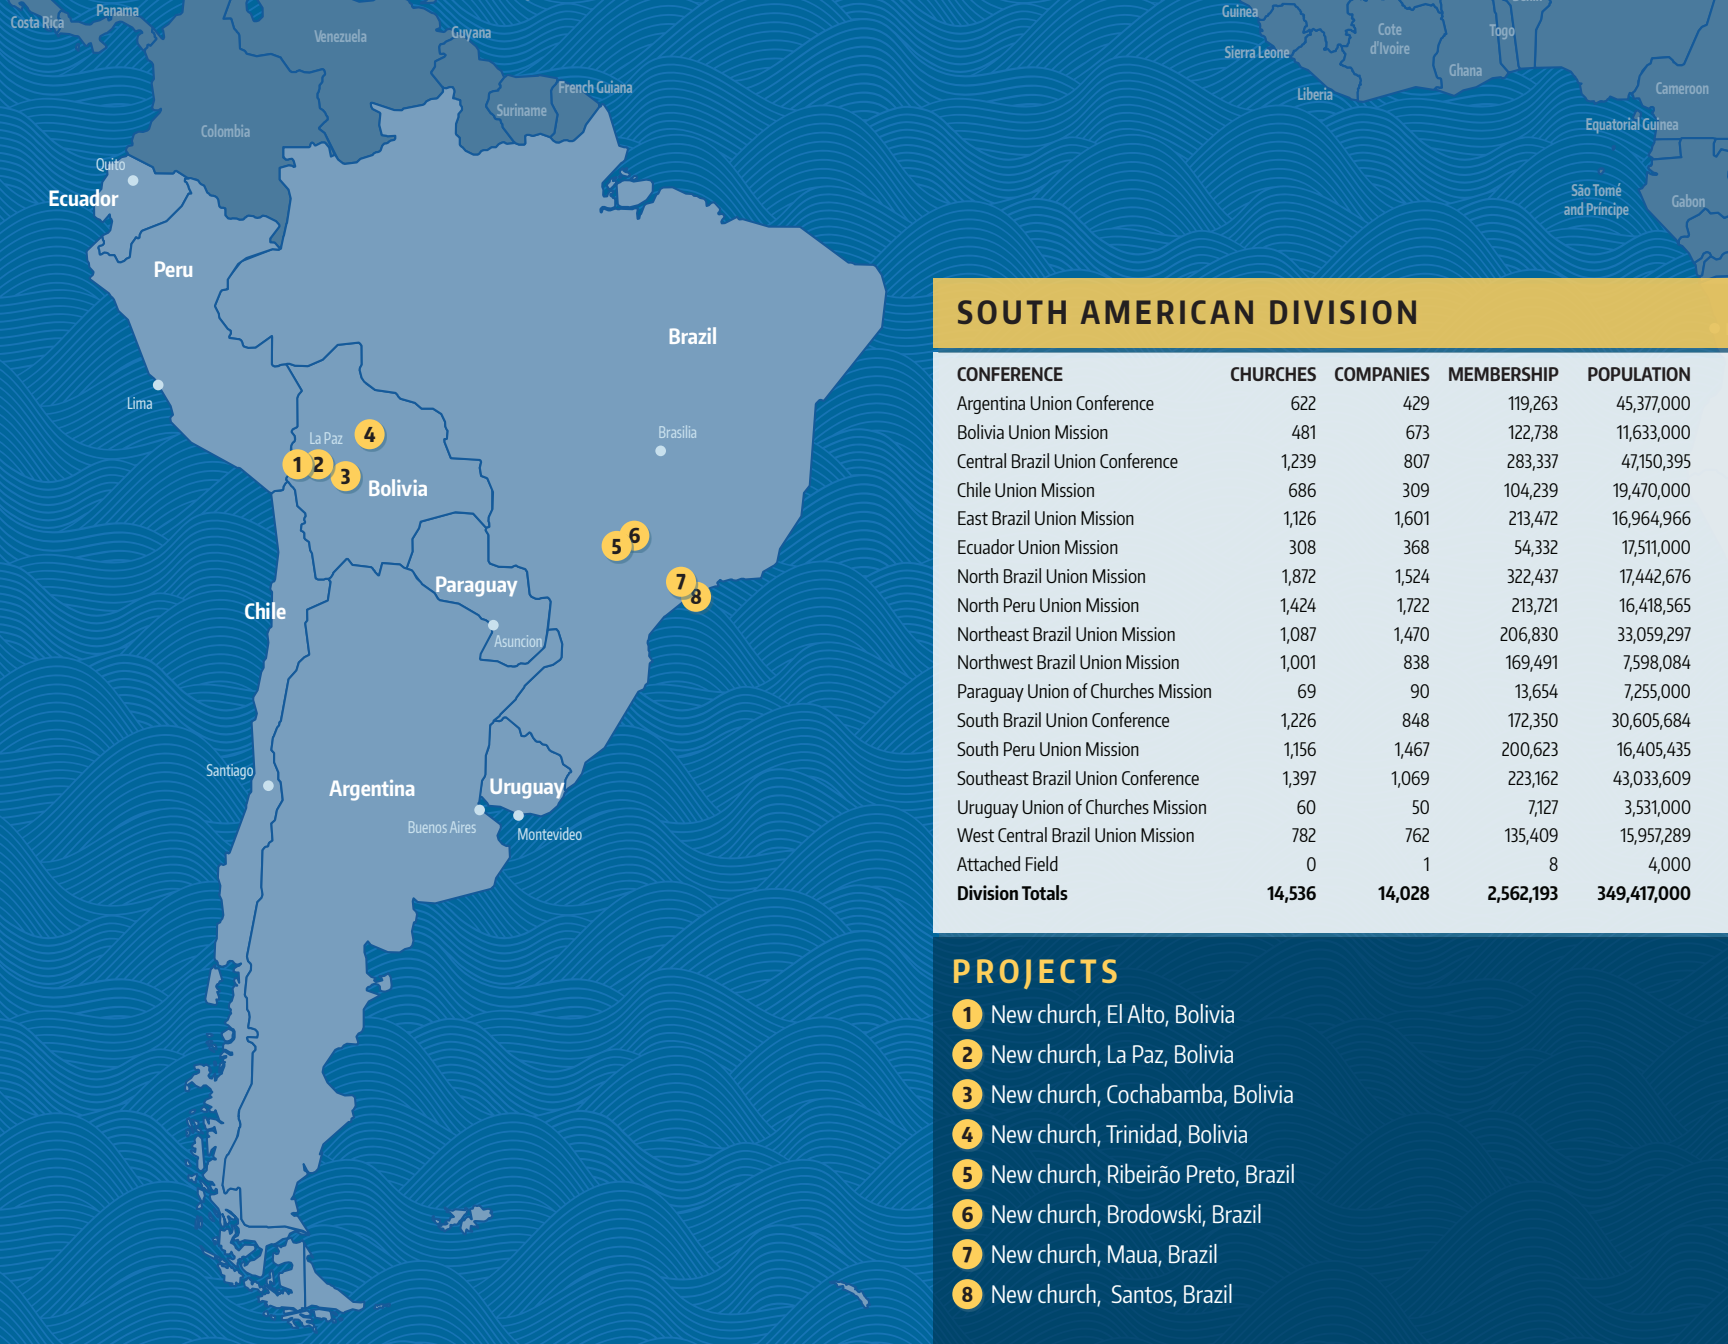 Costa Rica
Panama
Venezuela
Guyana
Suriname
French Guiana
Colombia
Quito
Ecuador
Peru
Brazil
Lima
La Paz
4
1 2
3
Bolivia
Brasilia
6
5
7
8
Paraguay
Asuncion
Chile
Santiago
Argentina
Uruguay
Buenos Aires
Montevideo
Guinea
Sierra Leone
Liberia
Cote
d'Ivoire
Ghana
Togo
Cameroon
Equatorial Guinea
São Tomé
and Príncipe
Gabon
SOUTH AMERICAN DIVISION
CONFERENCE CHURCHES COMPANIES MEMBERSHIP POPULATION
Argentina Union Conference 622 429 119,263 45,377,000
Bolivia Union Mission 481 673 122,738 11,633,000
Central Brazil Union Conference 1,239 807 283,337 47,150,395
Chile Union Mission 686 309 104,239 19,470,000
East Brazil Union Mission 1,126 1,601 213,472 16,964,966
Ecuador Union Mission 308 368 54,332 17,511,000
North Brazil Union Mission 1,872 1,524 322,437 17,442,676
North Peru Union Mission 1,424 1,722 213,721 16,418,565
Northeast Brazil Union Mission 1,087 1,470 206,830 33,059,297
Northwest Brazil Union Mission 1,001 838 169,491 7,598,084
Paraguay Union of Churches Mission 69 90 13,654 7,255,000
South Brazil Union Conference 1,226 848 172,350 30,605,684
South Peru Union Mission 1,156 1,467 200,623 16,405,435
Southeast Brazil Union Conference 1,397 1,069 223,162 43,033,609
Uruguay Union of Churches Mission 60 50 7,127 3,531,000
West Central Brazil Union Mission 782 762 135,409 15,957,289
Attached Field 0 1 8 4,000
Division Totals 14,536 14,028 2,562,193 349,417,000
PROJECTS
1 New church, El Alto, Bolivia
2 New church, La Paz, Bolivia
3 New church, Cochabamba, Bolivia
4 New church, Trinidad, Bolivia
5 New church, Ribeirão Preto, Brazil
6 New church, Brodowski, Brazil
7 New church, Maua, Brazil
8 New church, Santos, Brazil